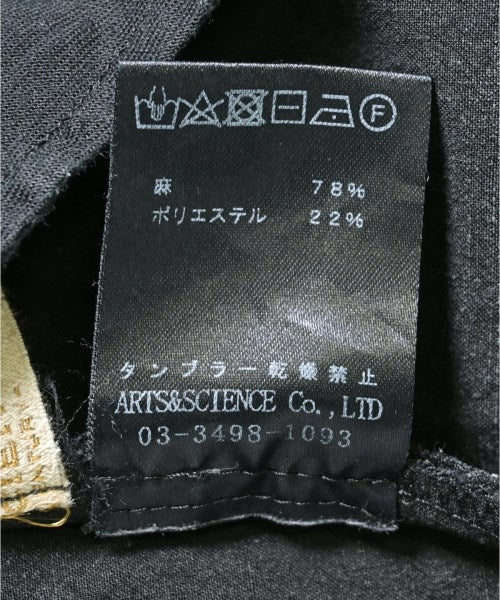 F
麻 78%
ポリエステル 22%
タンブラー乾燥禁止
ARTS&SCIENCE Co., LTD
03-3498-1093